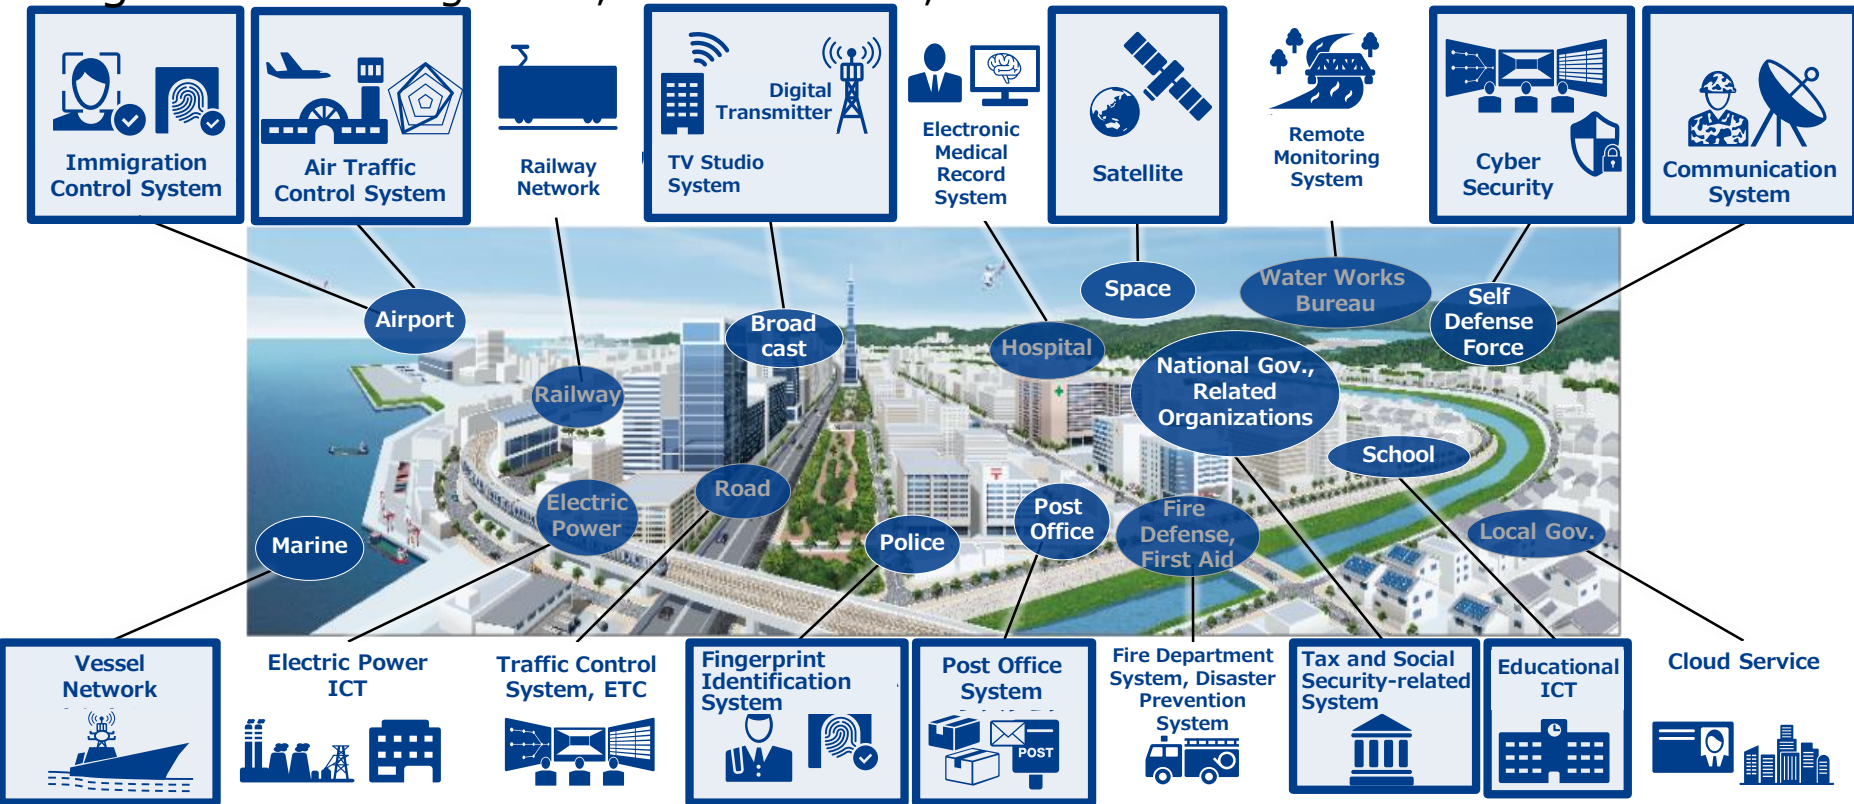 Immigration
Control System
Air Traffic
Control System
Railway
Network
Digital
Transmitter
TV Studio
System
Electronic
Medical
Record
System
Satellite
Remote
Monitoring
System
Cyber
Security
Communication
System
Airport
Railway
Broad
cast
Hospital
Space
Water Works
Bureau
Self
Defense
Force
National Gov.,
Related
Organizations
School
Electric
Power
Road
Marine
Police
Post
Office
Fire
Defense,
First Aid
Local Gov.
Vessel
Network
Electric Power
ICT
Traffic Control
System, ETC
Fingerprint
Identification
System
Post Office
System
POST
Fire Department
System, Disaster
Prevention
System
Tax and Social
Security-related
System
Educational
ICT
Cloud Service